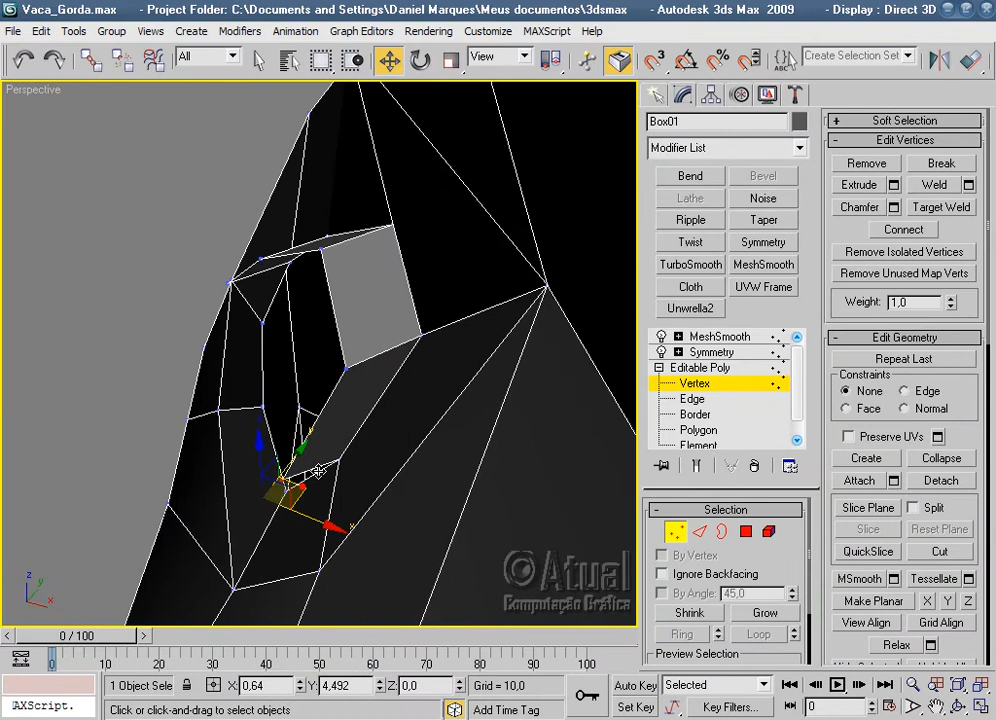 Vaca_Gorda.max - Project Folder: C:\Documents and Settings\Daniel Marques\Meus documentos\3dsmax - Autodesk 3ds Max 2009 - Display : Direct 3D
File Edit Tools Group Views Create Modifiers Animation Graph Editors Rendering Customize MAXScript Help
All View Create Selection Set
Perspective
Box01
Modifier List
Bend Bevel
Lathe Noise
Ripple Taper
Twist Symmetry
TurboSmooth MeshSmooth
Cloth UVW Frame
Unwrella2
MeshSmooth
Symmetry
Editable Poly
Vertex
Edge
Border
Polygon
Element
- Selection
By Vertex
Ignore Backfacing
By Angle: 45,0
Shrink Grow
Ring Loop
Preview Selection
+ Soft Selection
- Edit Vertices
Remove Break
Extrude Weld
Chamfer Target Weld
Connect
Remove Isolated Vertices
Remove Unused Map Verts
Weight: 1,0
- Edit Geometry
Repeat Last
Constraints
None Edge
Face Normal
Preserve UVs
Create Collapse
Attach Detach
Slice Plane Split
Slice Reset Plane
QuickSlice Cut
MSmooth Tessellate
Make Planar X Y Z
View Align Grid Align
Relax
©Atual
Computação Gráfica
z y x
< 0 / 100 >
0 10 20 30 40 50 60 70 80 90 100
1 Object Sele X: 0,64 Y: 4,492 Z: 0,0 Grid = 10,0 Auto Key Selected
AXScript. Click or click-and-drag to select objects Add Time Tag Set Key Key Filters... 0